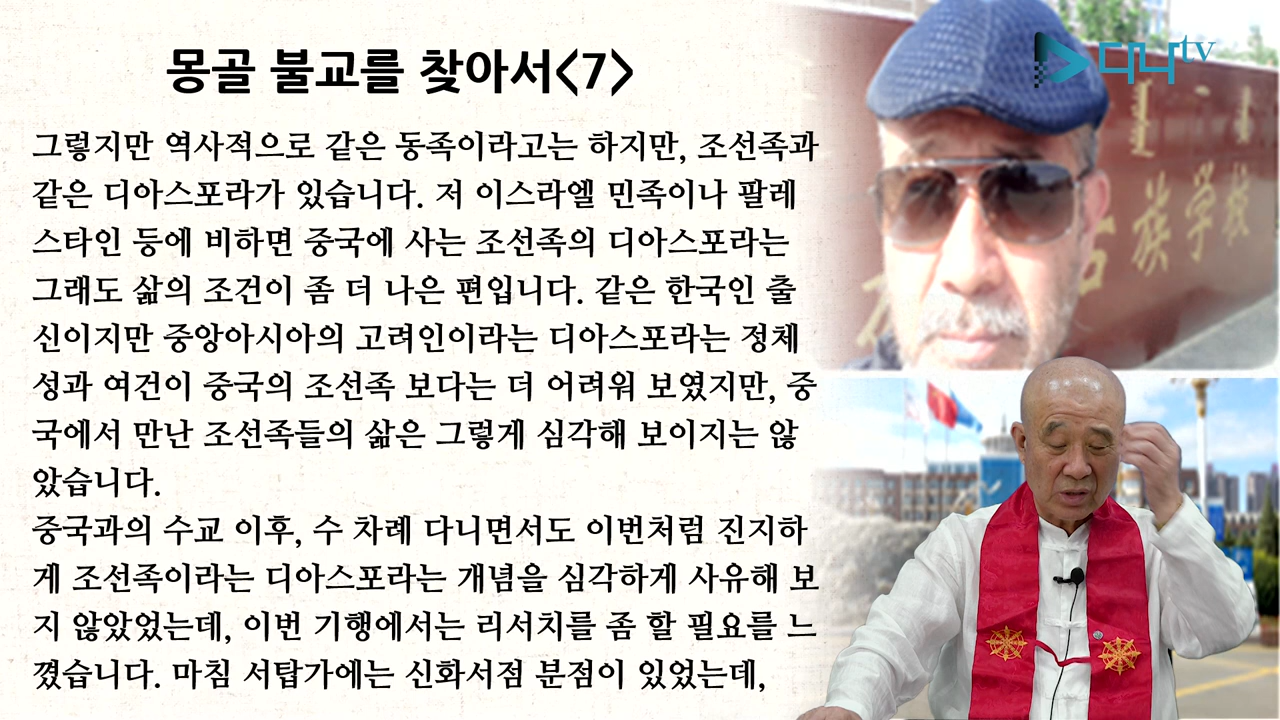 몽골 불교를 찾아서<7>
그렇지만 역사적으로 같은 동족이라고는 하지만, 조선족과
같은 디아스포라가 있습니다. 저 이스라엘 민족이나 팔레
스타인 등에 비하면 중국에 사는 조선족의 디아스포라는
그래도 삶의 조건이 좀 더 나은 편입니다. 같은 한국인 출
신이지만 중앙아시아의 고려인이라는 디아스포라는 정체
성과 여건이 중국의 조선족 보다는 더 어려워 보였지만, 중
국에서 만난 조선족들의 삶은 그렇게 심각해 보이지는 않
았습니다.
중국과의 수교 이후, 수 차례 다니면서도 이번처럼 진지하
게 조선족이라는 디아스포라는 개념을 심각하게 사유해 보
지 않았었는데, 이번 기행에서는 리서치를 좀 할 필요를 느
꼈습니다. 마침 서탑가에는 신화서점 분점이 있었는데,
다나tv
族学校